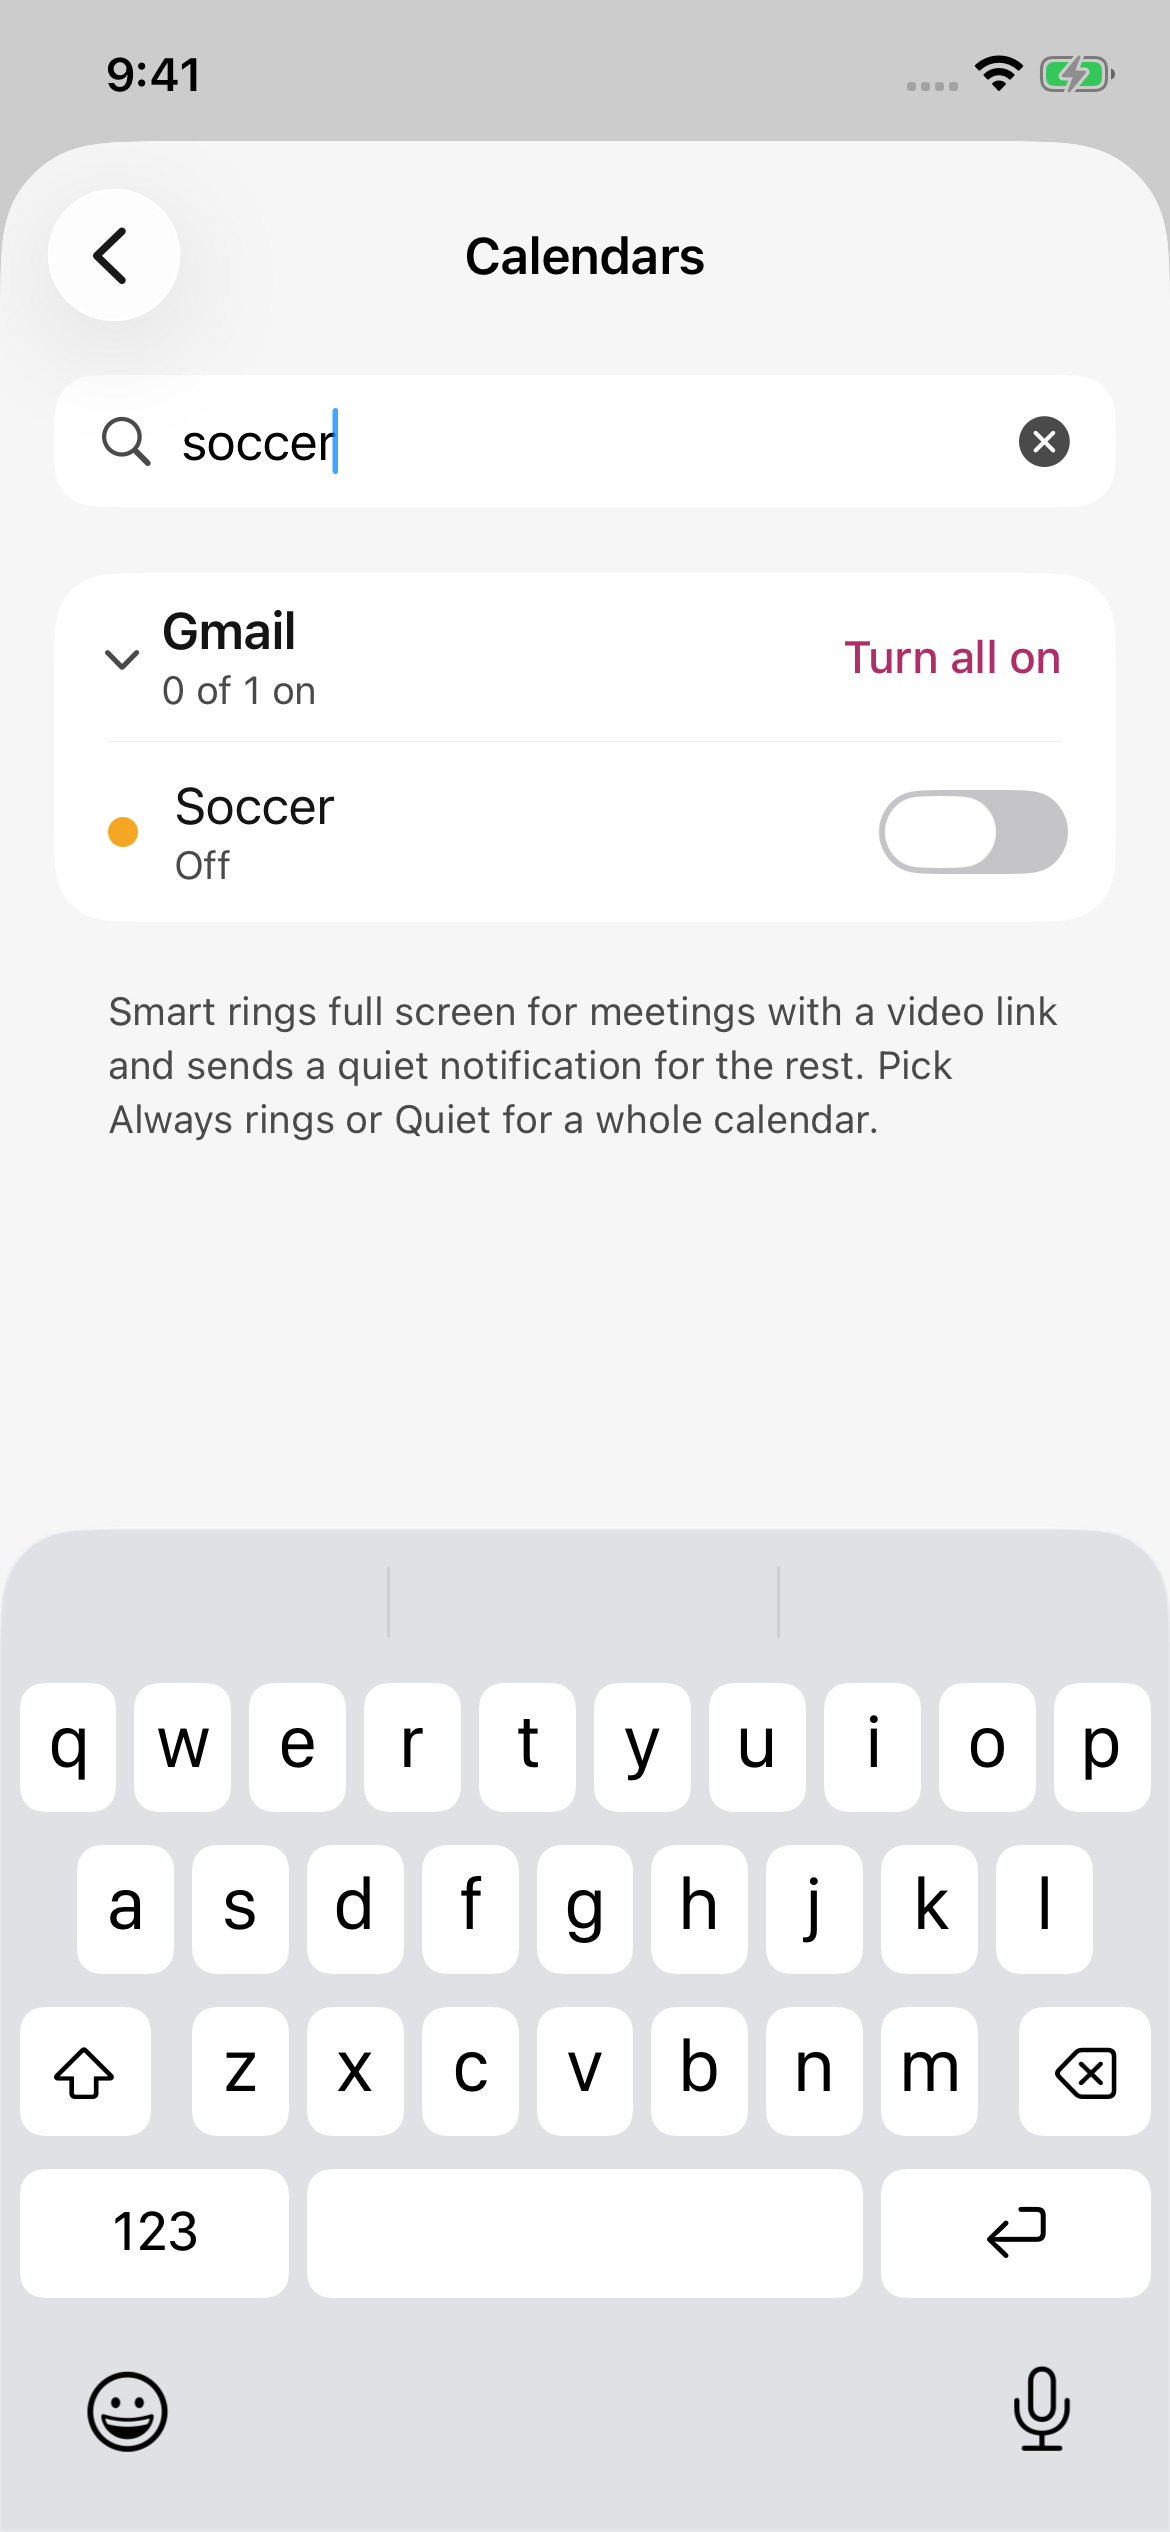 9:41
Calendars
soccer
Gmail
0 of 1 on
Turn all on
Soccer
Off
Smart rings full screen for meetings with a video link
and sends a quiet notification for the rest. Pick
Always rings or Quiet for a whole calendar.
q w e r t y u i o p
a s d f g h j k l
z x c v b n m
123